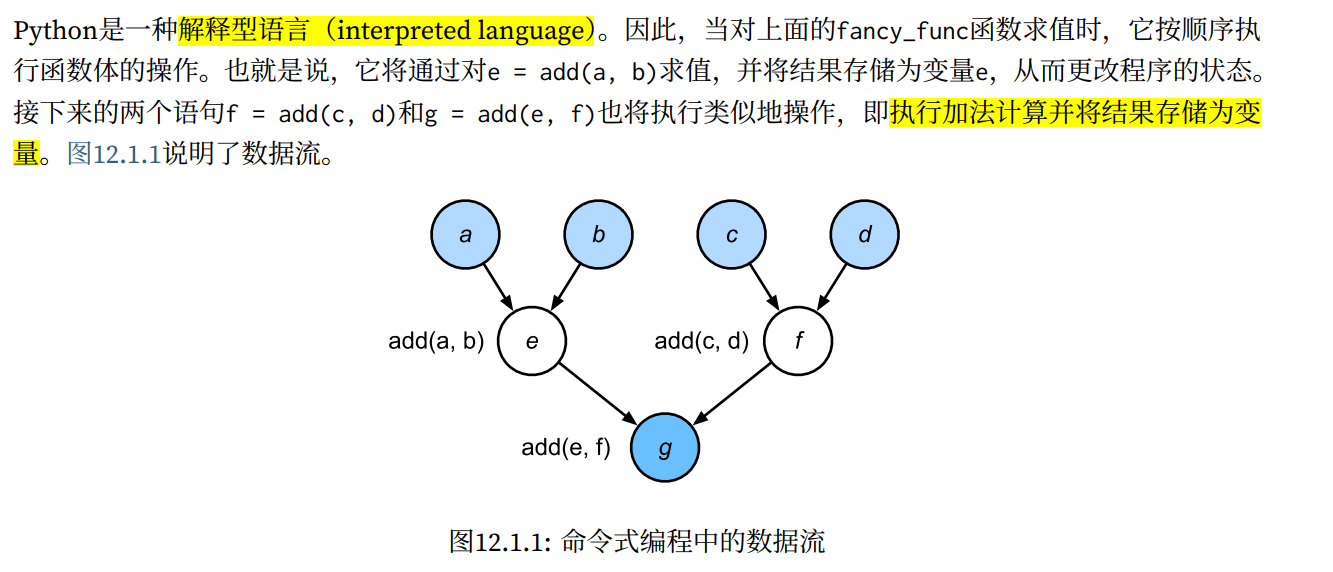 Python是一种解释型语言（interpreted language）。因此，当对上面的fancy_func函数求值时，它按顺序执
行函数体的操作。也就是说，它将通过对e = add(a, b)求值，并将结果存储为变量e，从而更改程序的状态。
接下来的两个语句f = add(c, d)和g = add(e, f)也将执行类似地操作，即执行加法计算并将结果存储为变
量。图12.1.1说明了数据流。
a b c d
add(a, b) e add(c, d) f
add(e, f) g
图12.1.1: 命令式编程中的数据流